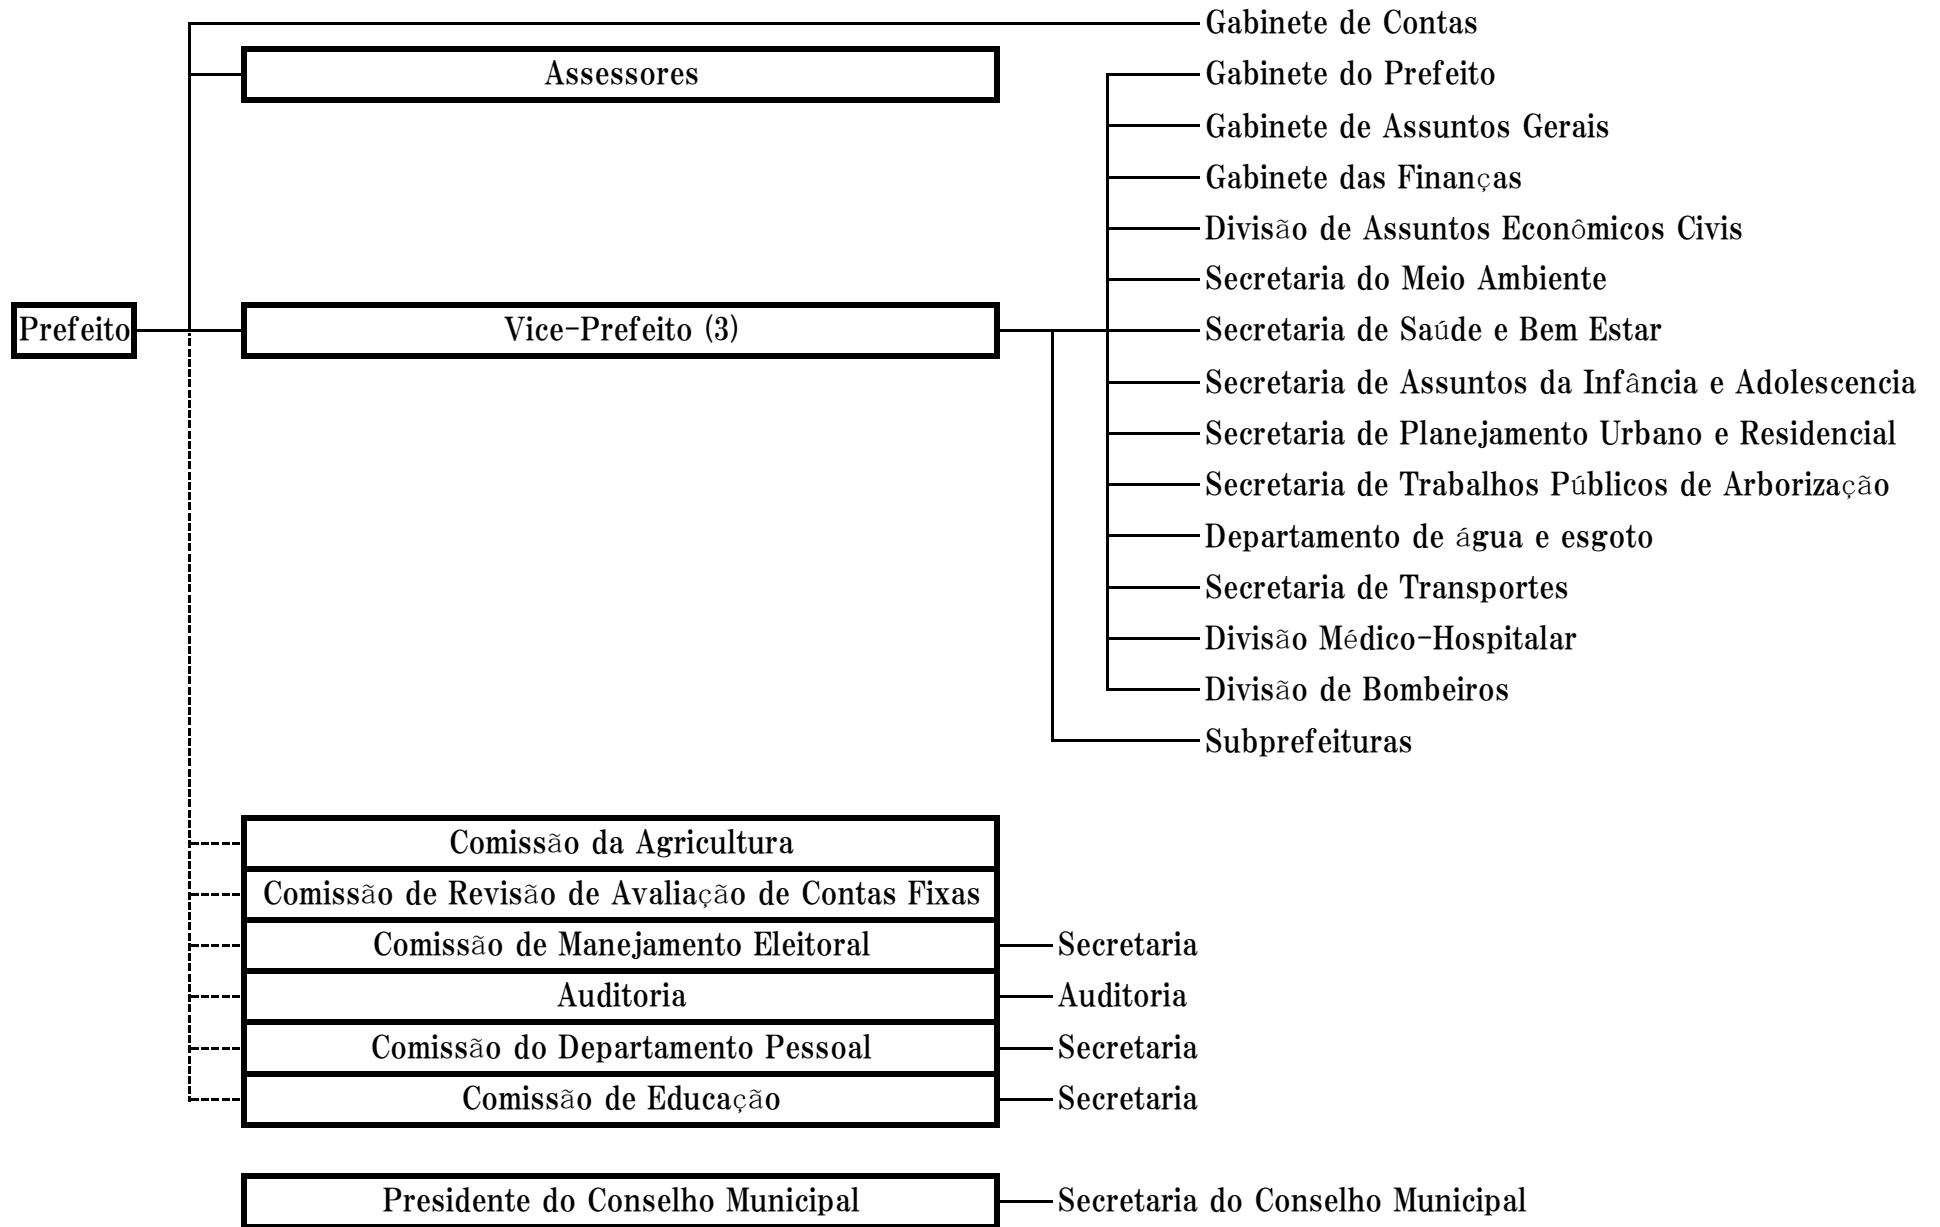 Gabinete de Contas
Assessores
Gabinete do Prefeito
Gabinete de Assuntos Gerais
Gabinete das Finanças
Divisão de Assuntos Econômicos Civis
Secretaria do Meio Ambiente
Prefeito
Vice-Prefeito (3)
Secretaria de Saúde e Bem Estar
Secretaria de Assuntos da Infância e Adolescencia
Secretaria de Planejamento Urbano e Residencial
Secretaria de Trabalhos Públicos de Arborização
Departamento de água e esgoto
Secretaria de Transportes
Divisão Médico-Hospitalar
Divisão de Bombeiros
Subprefeituras
Comissão da Agricultura
Comissão de Revisão de Avaliação de Contas Fixas
Comissão de Manejamento Eleitoral
Secretaria
Auditoria
Auditoria
Comissão do Departamento Pessoal
Secretaria
Comissão de Educação
Secretaria
Presidente do Conselho Municipal
Secretaria do Conselho Municipal